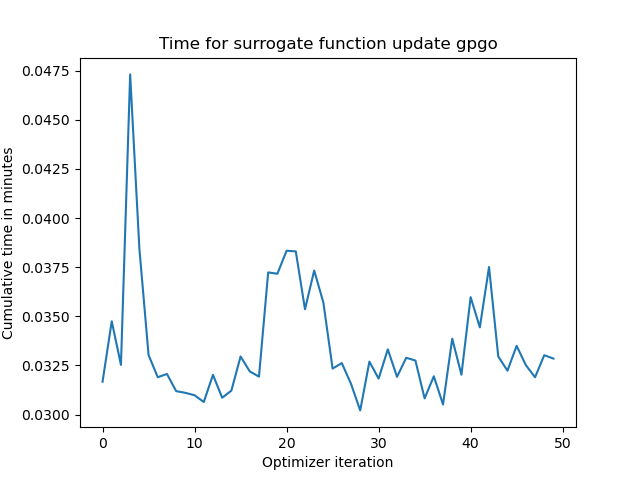 Time for surrogate function update gpgo
Cumulative time in minutes
0.0475
0.0450
0.0425
0.0400
0.0375
0.0350
0.0325
0.0300
0 10 20 30 40 50
Optimizer iteration